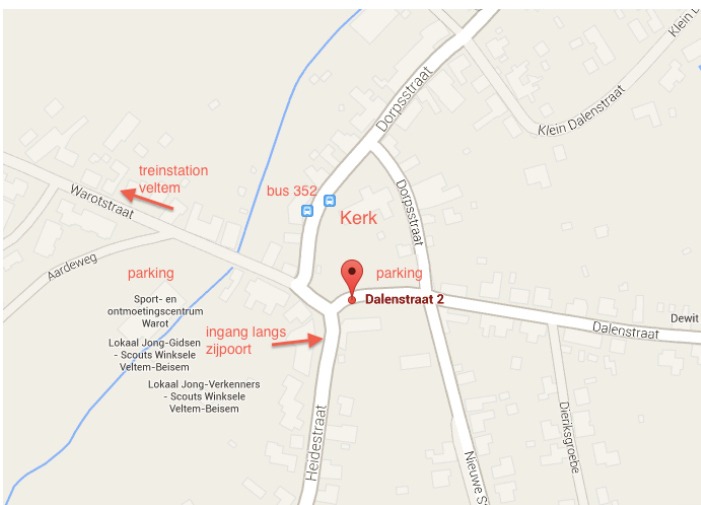 Klein D
Dorpsstraat
Klein Dalenstraat
treinstation
veltem
bus 352
Warotstraat
Kerk
Dorpsstraat
Aardeweg
parking
parking
Sport- en
ontmoetingscentrum
Warot
Dalenstraat 2
Dewit
Dalenstraat
ingang langs
zijpoort
Lokaal Jong-Gidsen
- Scouts Winksele
Veltem-Beisem
Lokaal Jong-Verkenners
- Scouts Winksele
Veltem-Beisem
Heidestraat
Nieuwe S
Dieriksgroebe